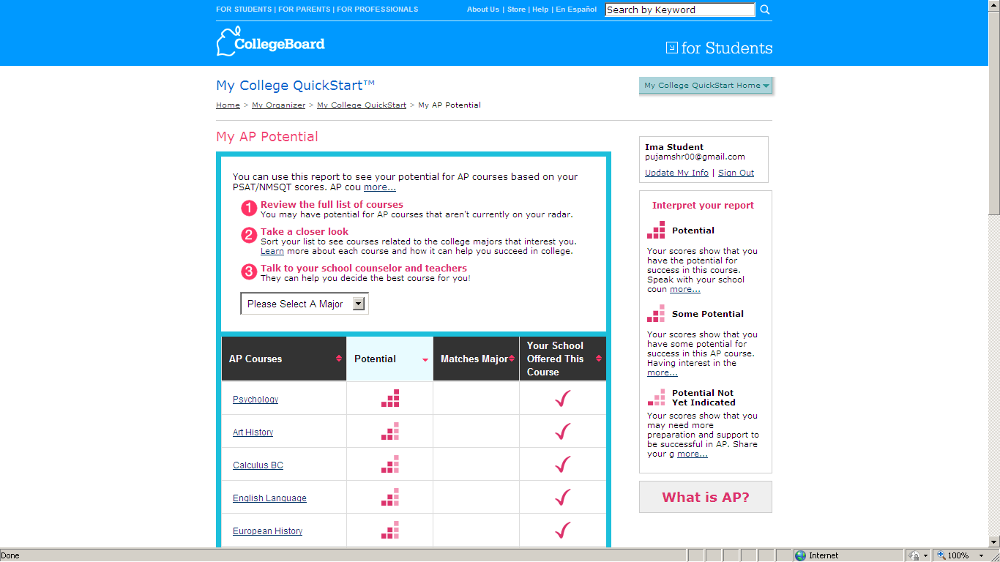 FOR STUDENTS | FOR PARENTS | FOR PROFESSIONALS
About Us | Store | Help | En Español
Search by Keyword
CollegeBoard
for Students
My College QuickStart™
My College QuickStart Home
Home > My Organizer > My College QuickStart > My AP Potential
My AP Potential
You can use this report to see your potential for AP courses based on your
PSAT/NMSQT scores. AP cou more...
1 Review the full list of courses
You may have potential for AP courses that aren't currently on your radar.
2 Take a closer look
Sort your list to see courses related to the college majors that interest you.
Learn more about each course and how it can help you succeed in college.
3 Talk to your school counselor and teachers
They can help you decide the best course for you!
Please Select A Major
AP Courses
Potential
Matches Major
Your School
Offered This
Course
Psychology
Art History
Calculus BC
English Language
European History
Ima Student
pujamshr00@gmail.com
Update My Info | Sign Out
Interpret your report
Potential
Your scores show that you
have the potential for
success in this course.
Speak with your school
coun more...
Some Potential
Your scores show that you
have some potential for
success in this AP course.
Having interest in the
more...
Potential Not
Yet Indicated
Your scores show that you
may need more
preparation and support to
be successful in AP. Share
your g more...
What is AP?
Done
Internet
100%